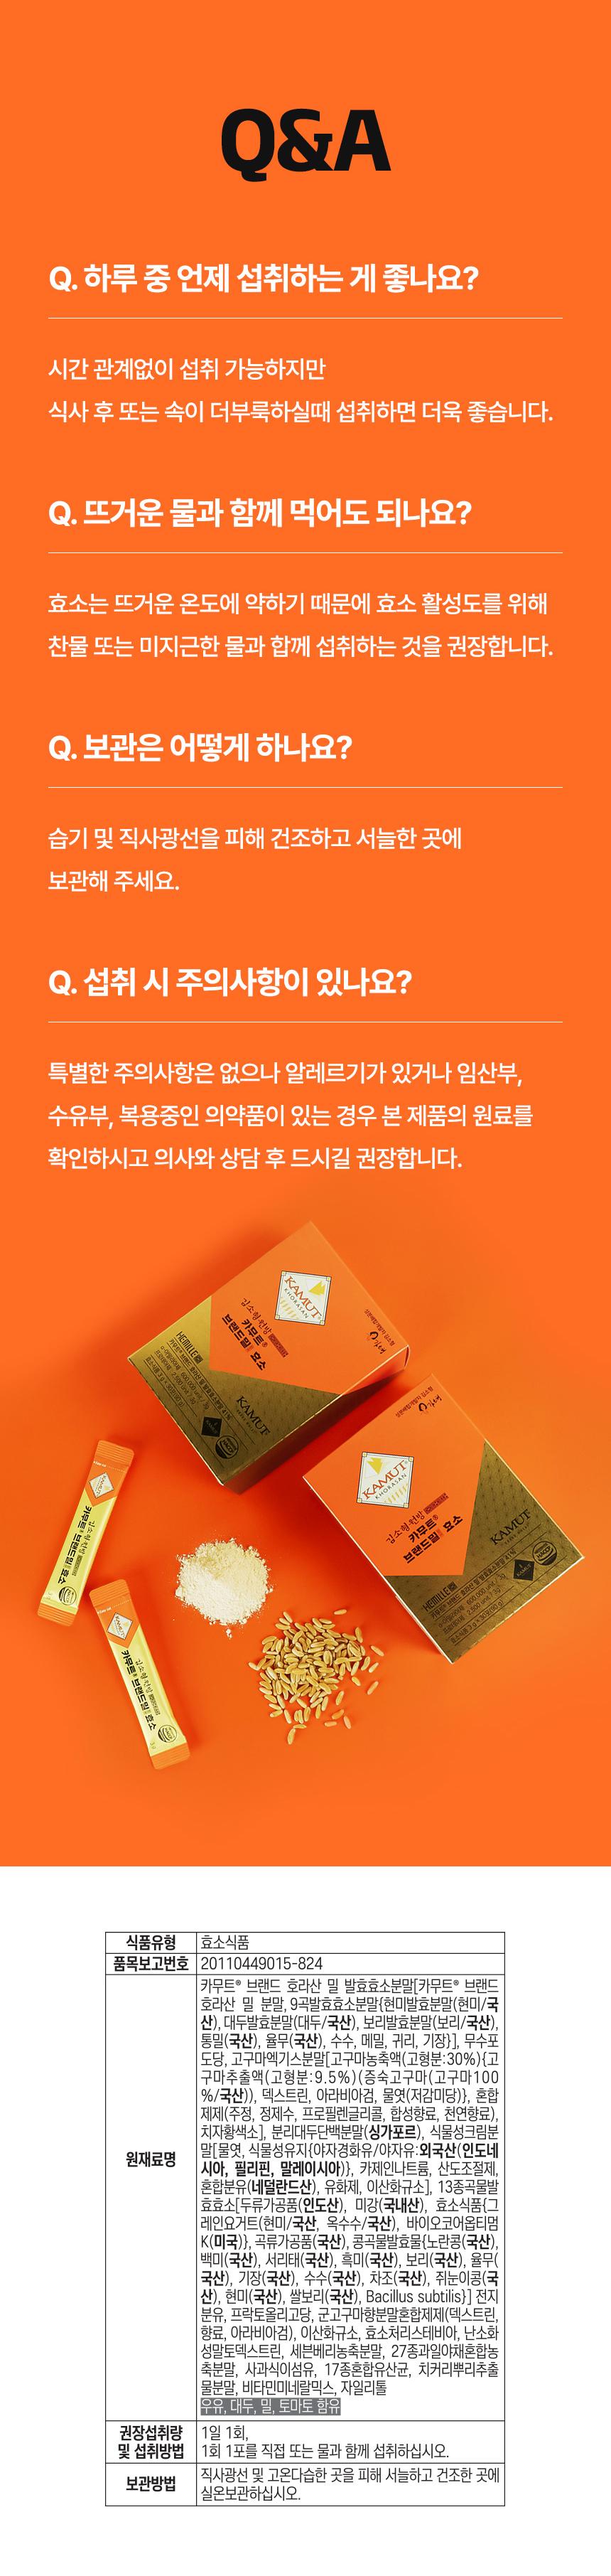 Q&A
Q. 하루 중 언제 섭취하는 게 좋나요?
시간 관계없이 섭취 가능하지만
식사 후 또는 속이 더부룩하실때 섭취하면 더욱 좋습니다.
Q. 뜨거운 물과 함께 먹어도 되나요?
효소는 뜨거운 온도에 약하기 때문에 효소 활성도를 위해
찬물 또는 미지근한 물과 함께 섭취하는 것을 권장합니다.
Q. 보관은 어떻게 하나요?
습기 및 직사광선을 피해 건조하고 서늘한 곳에
보관해 주세요.
Q. 섭취 시 주의사항이 있나요?
특별한 주의사항은 없으나 알레르기가 있거나 임산부,
수유부, 복용중인 의약품이 있는 경우 본 제품의 원료를
확인하시고 의사와 상담 후 드시길 권장합니다.
KAMUT
KHORASAN
김소형원방
카무트®
브랜드밀 효소
HEMILLE
KAMUT
KAMUT
KHORASAN
김소형원방
카무트®
브랜드밀 효소
HEMILLE
KAMUT
KAMUT
김소형원방
카무트® 브랜드밀 효소
KAMUT
김소형원방
카무트® 브랜드밀 효소
식품유형 효소식품
품목보고번호 20110449015-824
원재료명
카무트® 브랜드 호라산 밀 발효효소분말[카무트® 브랜드
호라산 밀 분말, 9곡발효효소분말{현미발효분말(현미/국
산), 대두발효분말(대두/국산), 보리발효분말(보리/국산),
통밀(국산), 율무(국산), 수수, 메밀, 귀리, 기장}], 무수포
도당, 고구마엑기스분말[고구마농축액(고형분:30%){고
구마추출액(고형분:9.5%)(증숙고구마(고구마100
%/국산)), 덱스트린, 아라비아검, 물엿(저감미당)}, 혼합
제제(주정, 정제수, 프로필렌글리콜, 합성향료, 천연향료),
치자황색소], 분리대두단백분말(싱가포르), 식물성크림분
말[물엿, 식물성유지{야자경화유/야자유:외국산(인도네
시아, 필리핀, 말레이시아)}, 카제인나트륨, 산도조절제,
혼합분유(네덜란드산), 유화제, 이산화규소], 13종곡물발
효효소[두류가공품(인도산), 미강(국내산), 효소식품{그
레인요거트(현미/국산, 옥수수/국산), 바이오코어옵티멈
K(미국)}, 곡류가공품(국산), 콩곡물발효물{노란콩(국산),
백미(국산), 서리태(국산), 흑미(국산), 보리(국산), 율무(
국산), 기장(국산), 수수(국산), 차조(국산), 쥐눈이콩(국
산), 현미(국산), 쌀보리(국산), Bacillus subtilis}] 전지
분유, 프락토올리고당, 군고구마향분말혼합제제(덱스트린,
향료, 아라비아검), 이산화규소, 효소처리스테비아, 난소화
성말토덱스트린, 세븐베리농축분말, 27종과일야채혼합농
축분말, 사과식이섬유, 17종혼합유산균, 치커리뿌리추출
물분말, 비타민미네랄믹스, 자일리톨
우유, 대두, 밀, 토마토 함유
권장섭취량
및 섭취방법
1일 1회,
1회 1포를 직접 또는 물과 함께 섭취하십시오.
보관방법
직사광선 및 고온다습한 곳을 피해 서늘하고 건조한 곳에
실온보관하십시오.